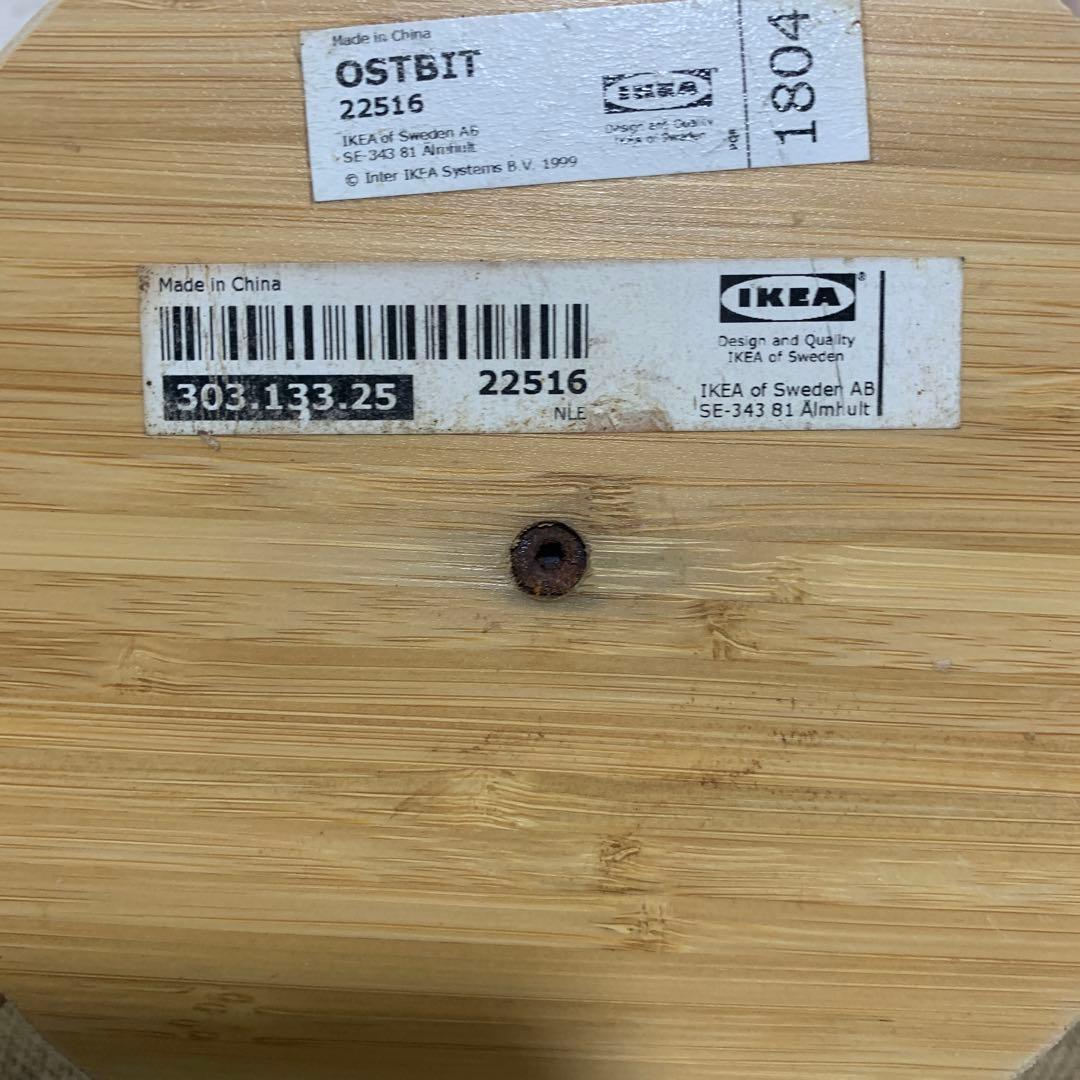 Made in China
OSTBIT
22516
IKEA of Sweden AB
SE-343 81 Älmhult
© Inter IKEA Systems B.V. 1999
IKEA
Design and Quality
IKEA of Sweden
1804
Made in China
303.133.25
22516
NLE
IKEA®
Design and Quality
IKEA of Sweden
IKEA of Sweden AB
SE-343 81 Älmhult